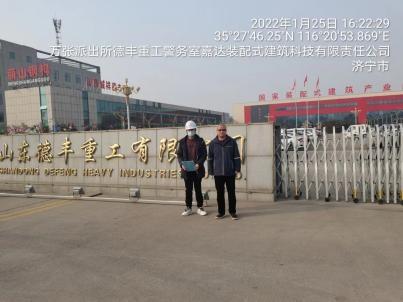 2022年1月25日 16:22:29
35°27'46.25"N 116°20'53.869"E
万张派出所德丰重工警务室嘉达装配式建筑科技有限责任公司
济宁市
国家装配式建筑产业
山东德丰重工有限
SHANDONG DEFENG HEAVY INDUSTRIES